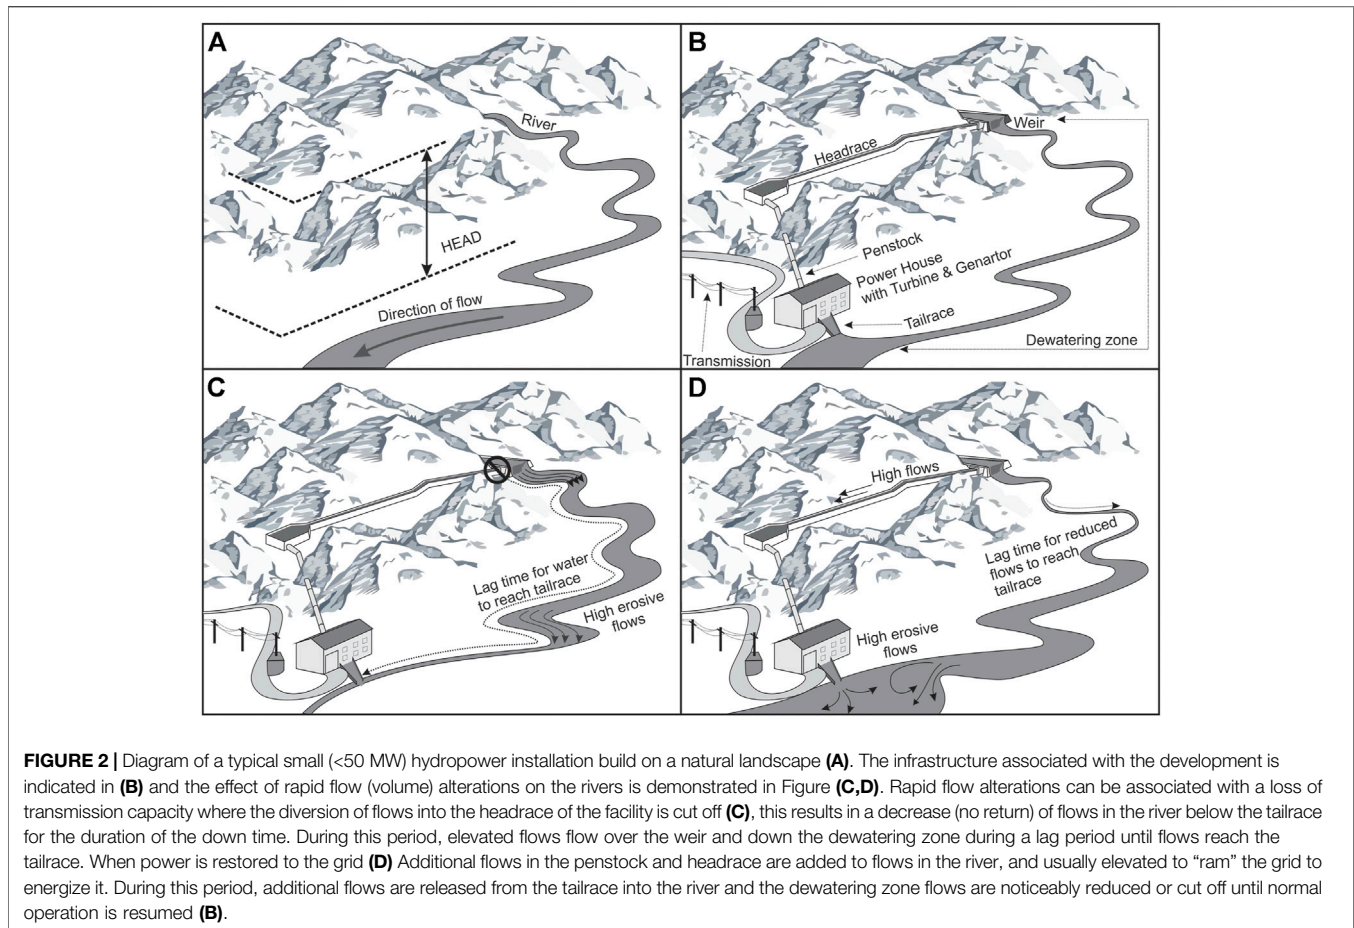 A
River
HEAD
Direction of flow
B
Weir
Headrace
Penstock
Power House
with Turbine & Genartor
Tailrace
Dewatering zone
Transmission
C
Lag time for water
to reach tailrace
High erosive
flows
D
High flows
Lag time for reduced
flows to reach
tailrace
High erosive
flows
FIGURE 2 | Diagram of a typical small (<50 MW) hydropower installation build on a natural landscape (A). The infrastructure associated with the development is
indicated in (B) and the effect of rapid flow (volume) alterations on the rivers is demonstrated in Figure (C,D). Rapid flow alterations can be associated with a loss of
transmission capacity where the diversion of flows into the headrace of the facility is cut off (C), this results in a decrease (no return) of flows in the river below the tailrace
for the duration of the down time. During this period, elevated flows flow over the weir and down the dewatering zone during a lag period until flows reach the
tailrace. When power is restored to the grid (D) Additional flows in the penstock and headrace are added to flows in the river, and usually elevated to “ram” the grid to
energize it. During this period, additional flows are released from the tailrace into the river and the dewatering zone flows are noticeably reduced or cut off until normal
operation is resumed (B).